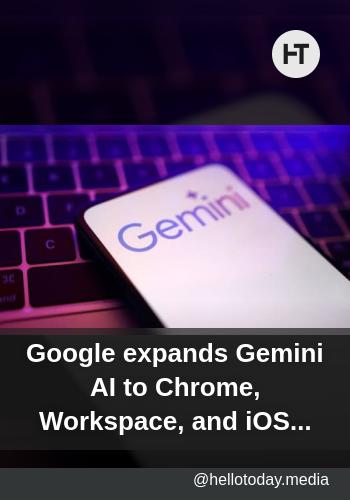 HT
Gemini
D
C
Google expands Gemini
AI to Chrome,
Workspace, and iOS...
@hellotoday.media